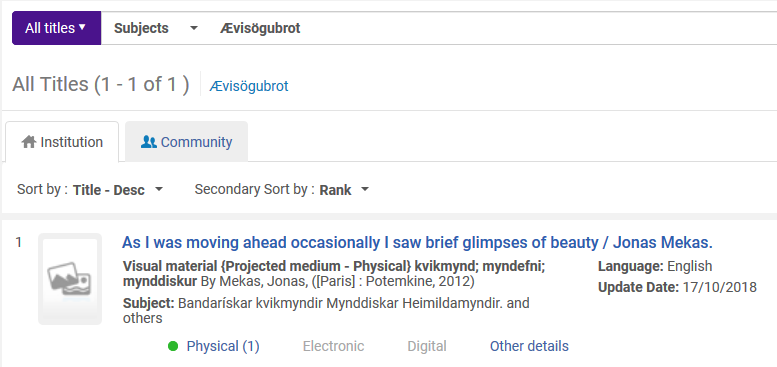 All titles Subjects Ævisögubrot
All Titles (1 - 1 of 1 ) Ævisögubrot
Institution Community
Sort by : Title - Desc Secondary Sort by : Rank
1 As I was moving ahead occasionally I saw brief glimpses of beauty / Jonas Mekas.
Visual material {Projected medium - Physical} kvikmynd; myndefni;
mynddiskur By Mekas, Jonas, ([Paris] : Potemkine, 2012)
Subject: Bandarískar kvikmyndir Mynddiskar Heimildamyndir. and
others
Language: English
Update Date: 17/10/2018
Physical (1) Electronic Digital Other details